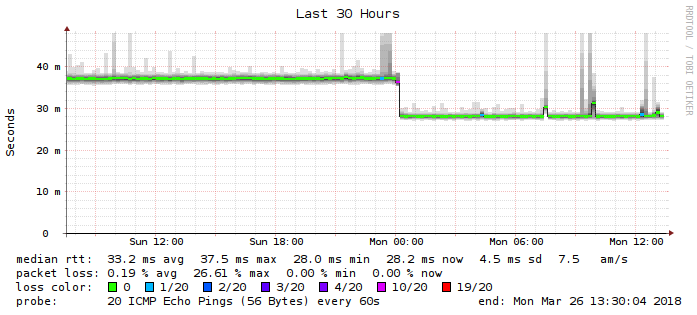 Last 30 Hours
RRDTOOL / TOBI OETIKER
Seconds
40 m
30 m
20 m
10 m
0
Sun 12:00 Sun 18:00 Mon 00:00 Mon 06:00 Mon 12:00
median rtt: 33.2 ms avg 37.5 ms max 28.0 ms min 28.2 ms now 4.5 ms sd 7.5 am/s
packet loss: 0.19 % avg 26.61 % max 0.00 % min 0.00 % now
loss color: 0 1/20 2/20 3/20 4/20 10/20 19/20
probe: 20 ICMP Echo Pings (56 Bytes) every 60s end: Mon Mar 26 13:30:04 2018